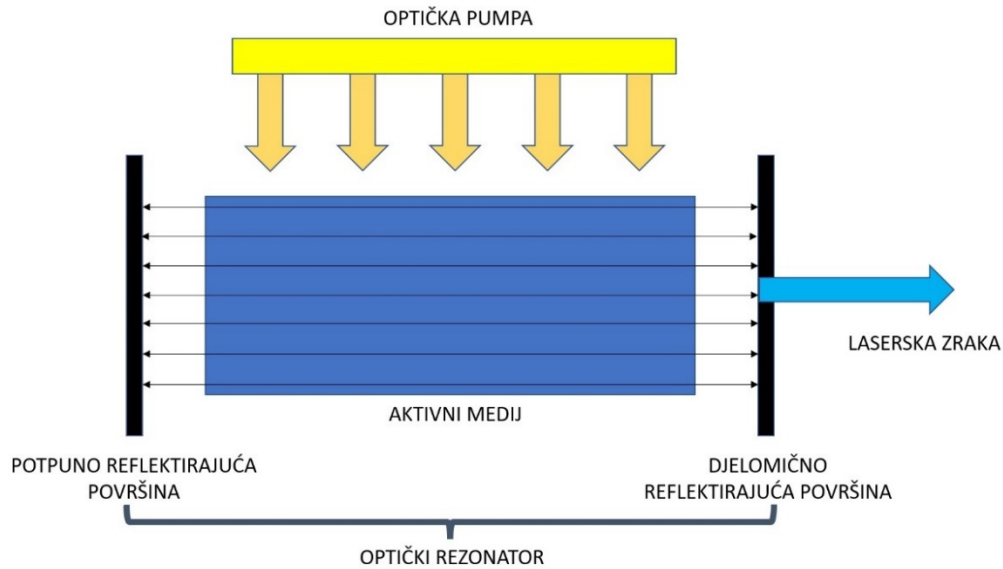 OPTIČKA PUMPA
LASERSKA ZRAKA
AKTIVNI MEDIJ
POTPUNO REFLEKTIRAJUĆA
POVRŠINA
DJELOMIČNO
REFLEKTIRAJUĆA POVRŠINA
OPTIČKI REZONATOR